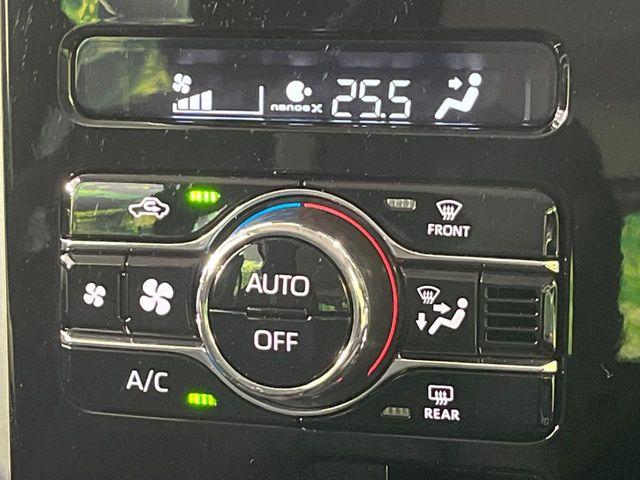 nanoe X 25.5
FRONT
AUTO
OFF
A/C
REAR